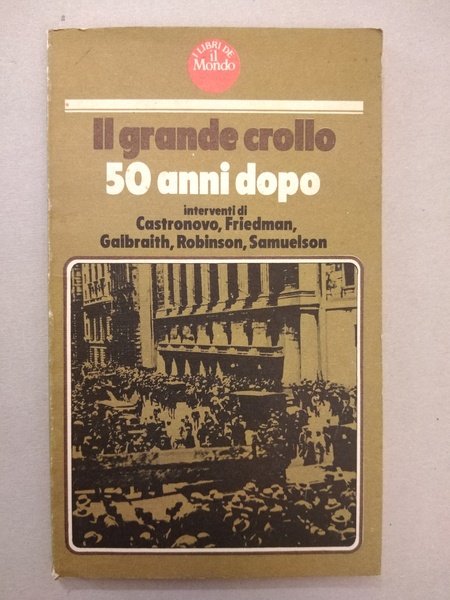 I LIBRI DE
il
Mondo
Il grande crollo
50 anni dopo
interventi di
Castronovo, Friedman,
Galbraith, Robinson, Samuelson